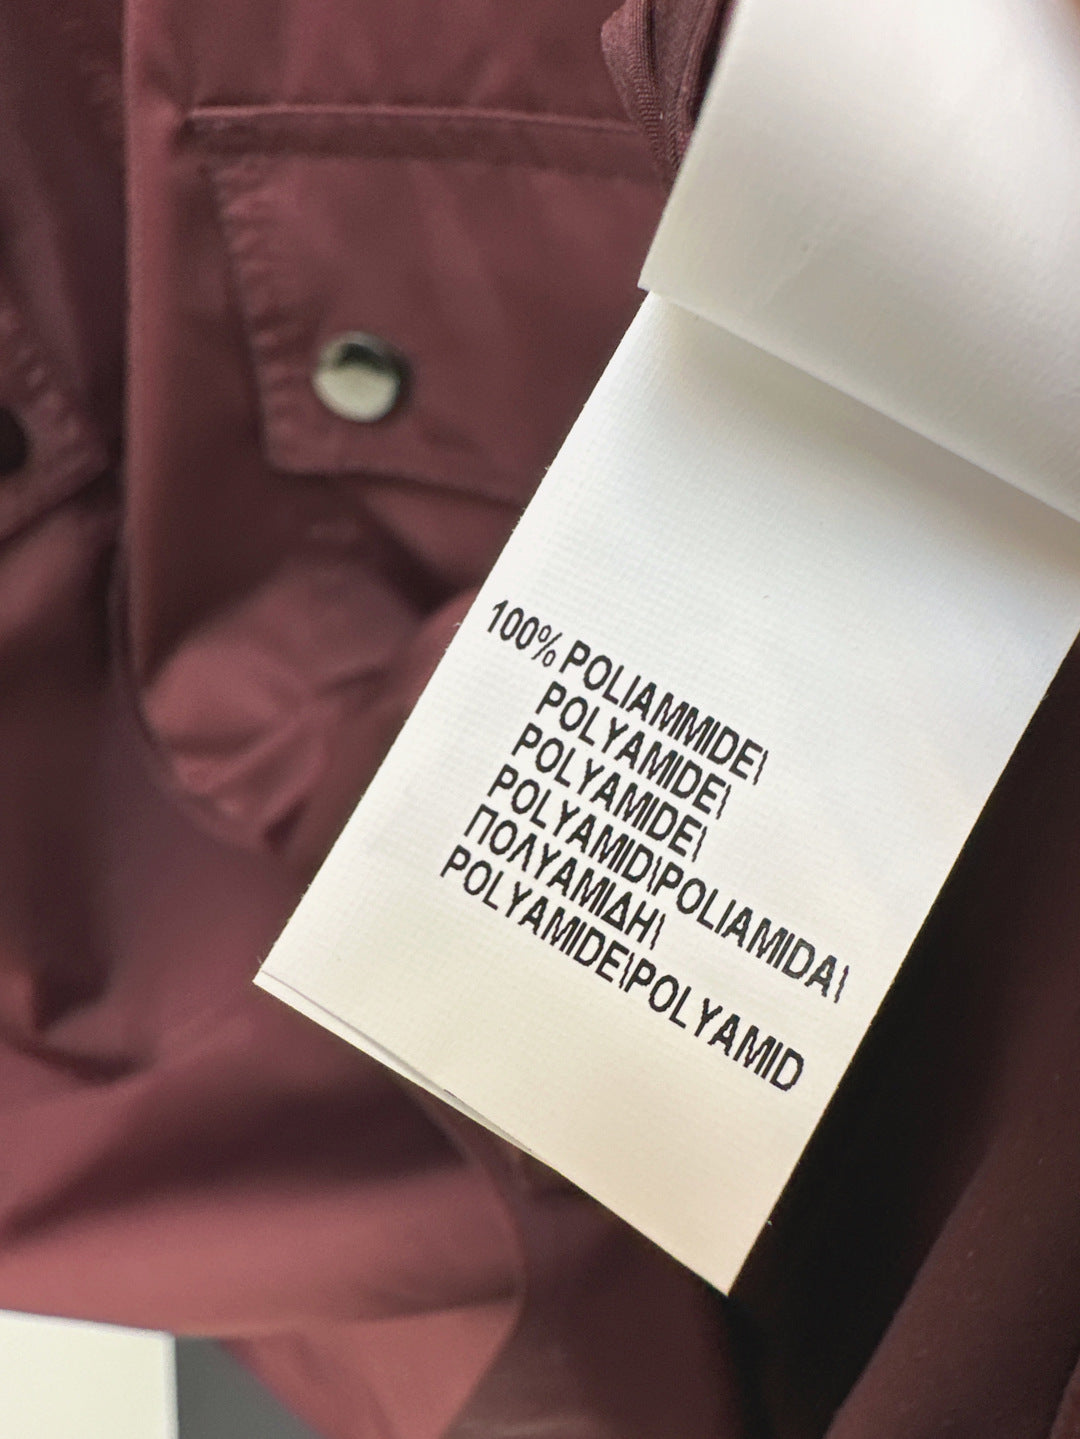 100% POLIAMMIDE\
POLYAMIDE\
POLYAMIDE\
POLYAMID\POLIAMIDA\
ΠΟΛΥΑΜΙΔΗ\
POLYAMIDE\POLYAMID